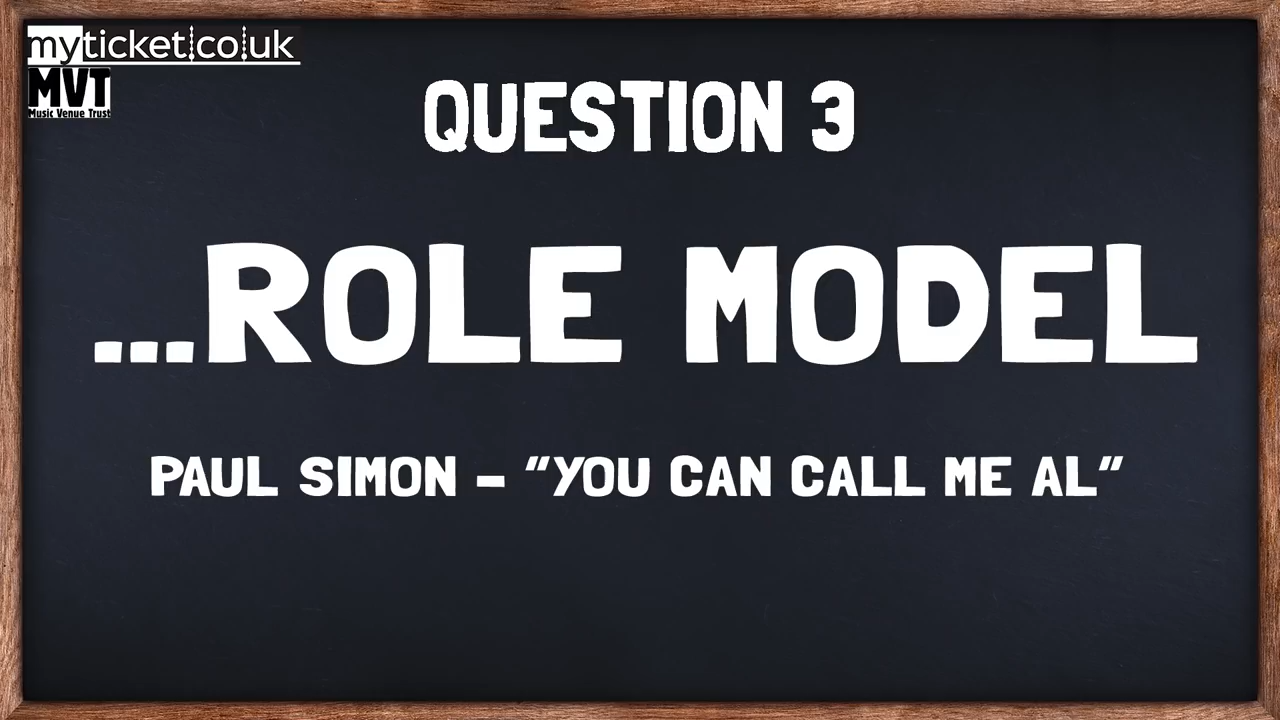 myticket.co.uk
MVT
Music Venue Trust
QUESTION 3
...ROLE MODEL
PAUL SIMON – “YOU CAN CALL ME AL”